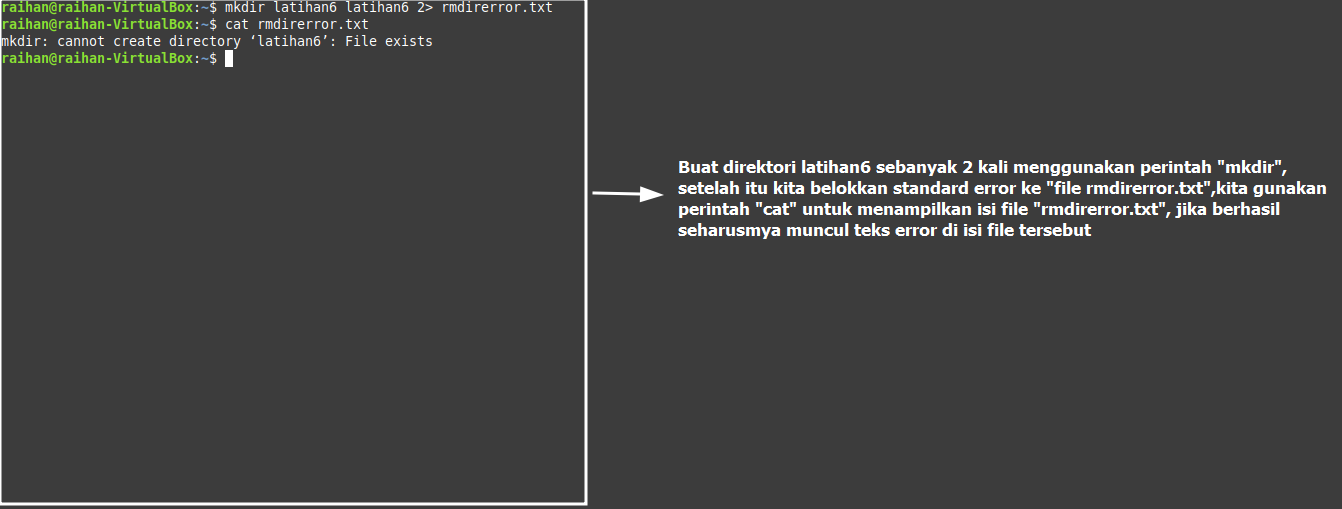 raihan@raihan-VirtualBox:~$ mkdir latihan6 latihan6 2> rmdirerror.txt
raihan@raihan-VirtualBox:~$ cat rmdirerror.txt
mkdir: cannot create directory ‘latihan6’: File exists
raihan@raihan-VirtualBox:~$
Buat direktori latihan6 sebanyak 2 kali menggunakan perintah "mkdir",
setelah itu kita belokkan standard error ke "file rmdirerror.txt",kita gunakan
perintah "cat" untuk menampilkan isi file "rmdirerror.txt", jika berhasil
seharusmya muncul teks error di isi file tersebut